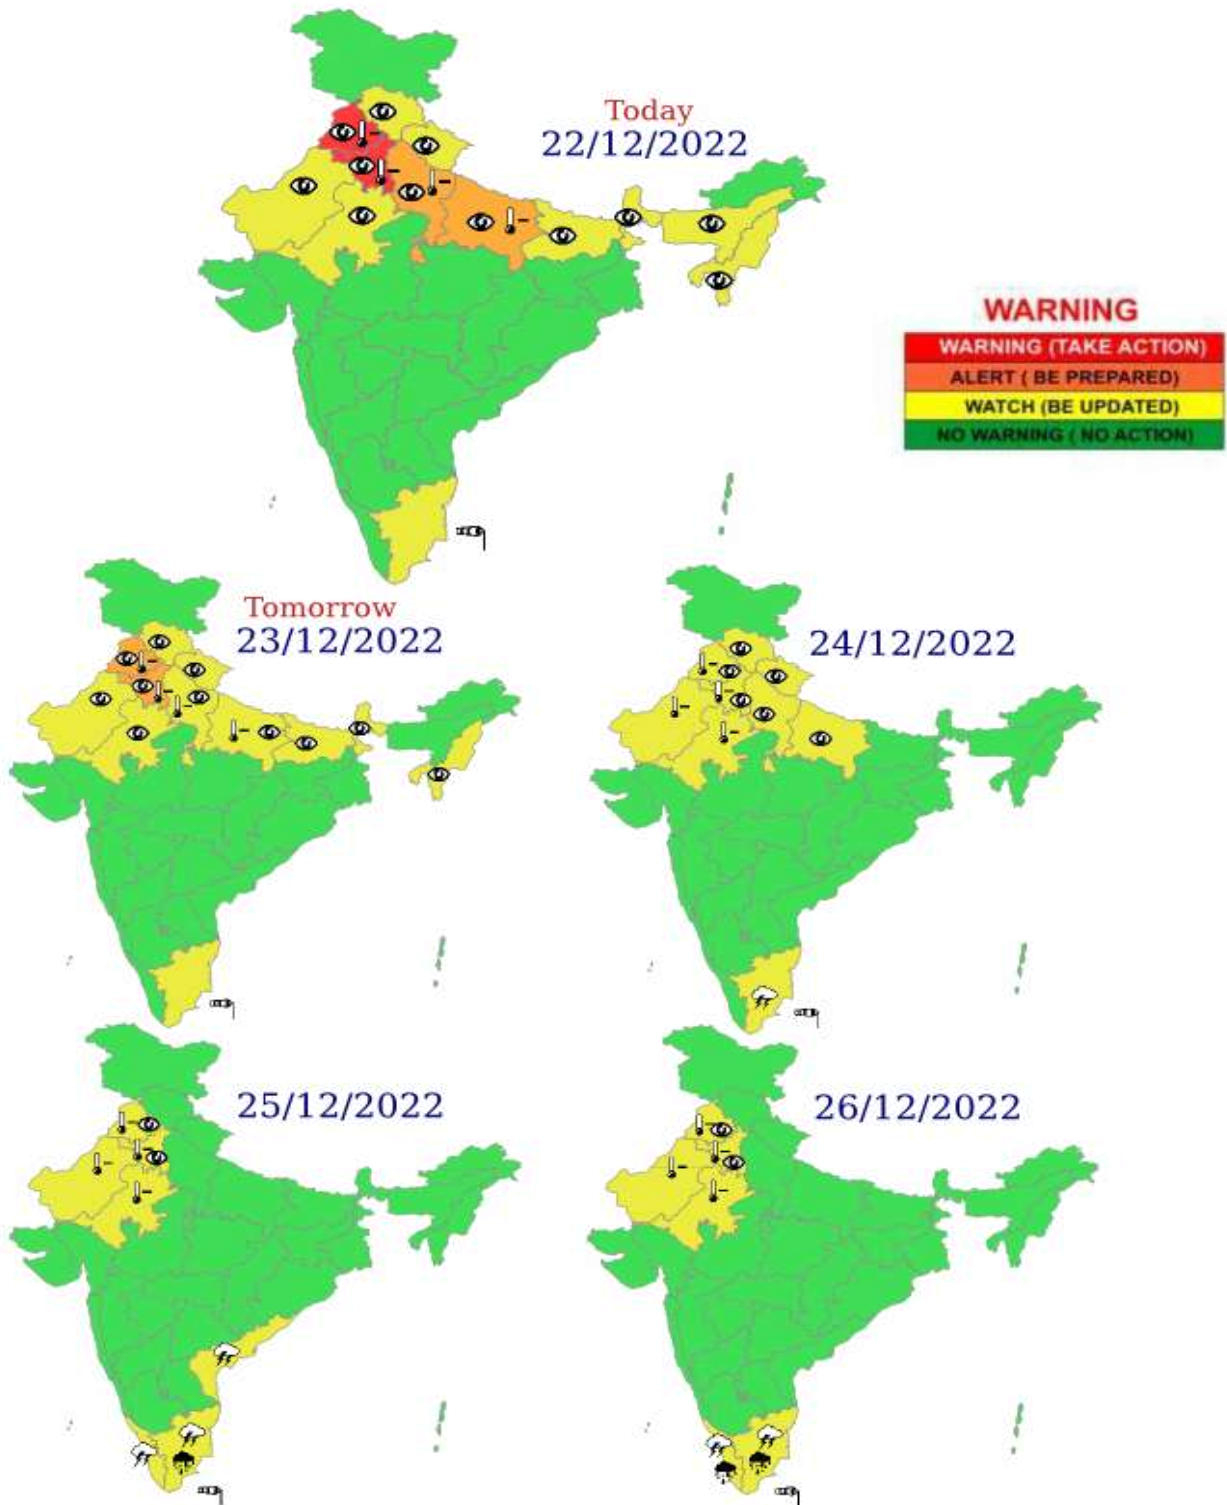 Today
22/12/2022
WARNING
WARNING (TAKE ACTION)
ALERT ( BE PREPARED)
WATCH (BE UPDATED)
NO WARNING ( NO ACTION)
Tomorrow
23/12/2022
24/12/2022
25/12/2022
26/12/2022